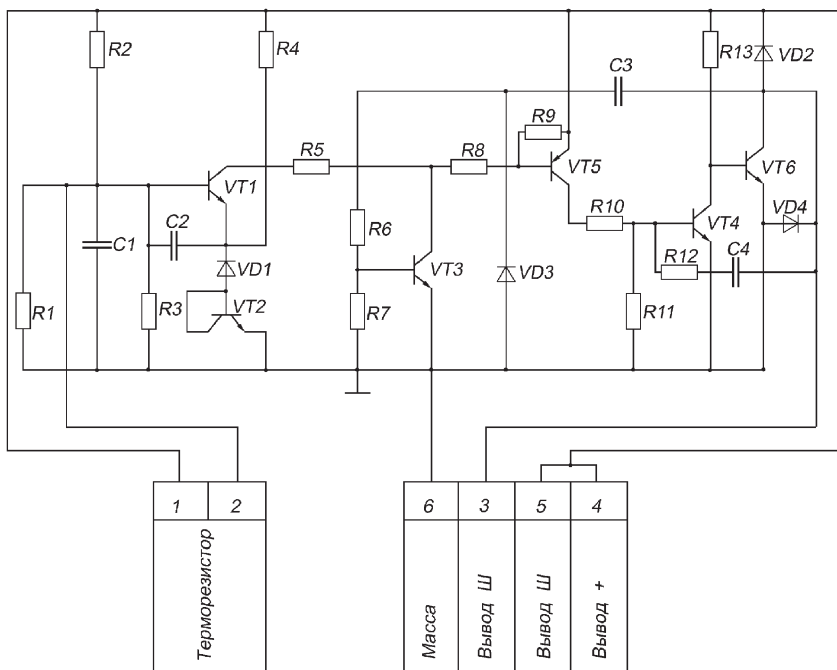 R2
R4
R13
VD2
C3
R9
R5
R8
VT1
VT5
VT6
R10
VD4
C2
R6
VT4
C1
VT3
R12
C4
VD1
VD3
R1
R3
VT2
R7
R11
1
2
6
3
5
4
Терморезистор
Масса
Вывод Ш
Вывод Ш
Вывод +